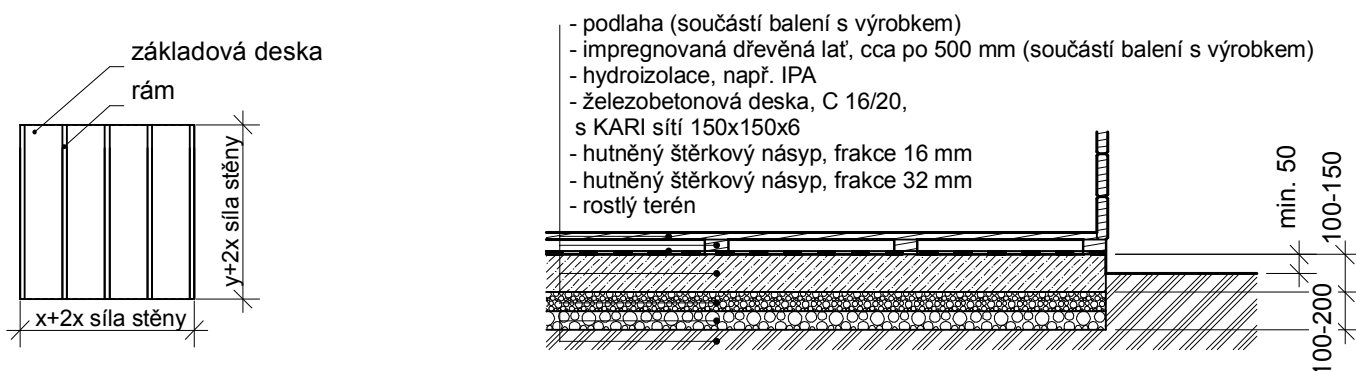 základová deska
rám
y+2x síla stěny
x+2x síla stěny
- podlaha (součástí balení s výrobkem)
- impregnovaná dřevěná lať, cca po 500 mm (součástí balení s výrobkem)
- hydroizolace, např. IPA
- železobetonová deska, C 16/20,
s KARI sítí 150x150x6
- hutněný štěrkový násyp, frakce 16 mm
- hutněný štěrkový násyp, frakce 32 mm
- rostlý terén
min. 50
100-150
100-200